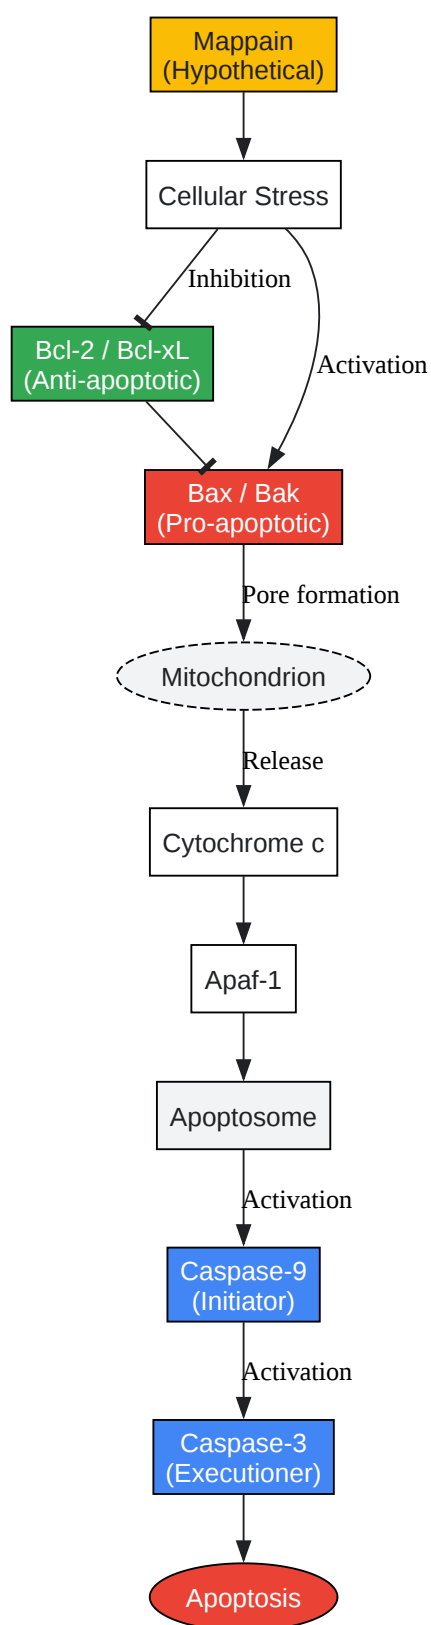 Mappain
(Hypothetical)
Cellular Stress
Inhibition
Bcl-2 / Bcl-xL
(Anti-apoptotic)
Activation
Bax / Bak
(Pro-apoptotic)
Pore formation
Mitochondrion
Release
Cytochrome c
Apaf-1
Apoptosome
Activation
Caspase-9
(Initiator)
Activation
Caspase-3
(Executioner)
Apoptosis